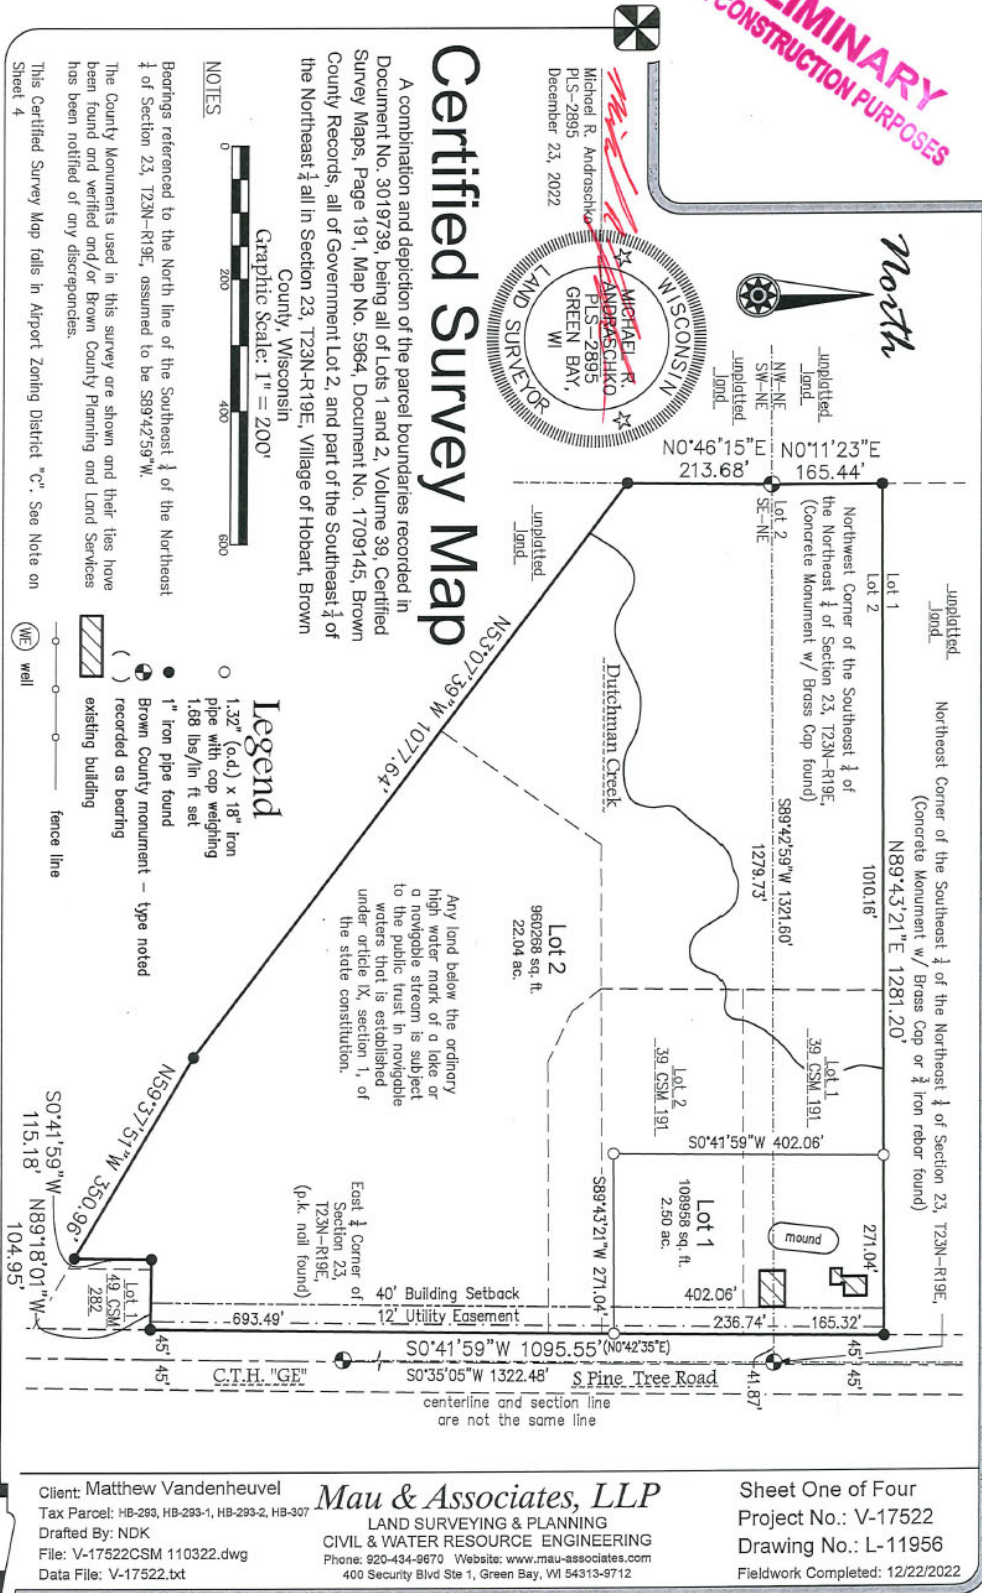 PRELIMINARY
CONSTRUCTION PURPOSES
Michael R. Andraschko
PLS-2895
December 23, 2022
WISCONSIN
MICHAEL R.
ANDRASCHKO
PLS-2895
GREEN BAY,
WI
LAND SURVEYOR
North
Certified Survey Map
A combination and depiction of the parcel boundaries recorded in
Document No. 3019739, being all of Lots 1 and 2, Volume 39, Certified
Survey Maps, Page 191, Map No. 5964, Document No. 1709145, Brown
County Records, all of Government Lot 2, and part of the Southeast ¼ of
the Northeast ¼ all in Section 23, T23N-R19E, Village of Hobart, Brown
County, Wisconsin
Graphic Scale: 1" = 200'
0 200 400 600
NOTES
Bearings referenced to the North line of the Southeast ¼ of the Northeast
¼ of Section 23, T23N-R19E, assumed to be S89°42'59"W.
The County Monuments used in this survey are shown and their ties have
been found and verified and/or Brown County Planning and Land Services
has been notified of any discrepancies.
This Certified Survey Map falls in Airport Zoning District "C". See Note on
Sheet 4
Legend
1.32" (o.d.) x 18" iron
pipe with cap weighing
1.68 lbs/lin ft set
1" iron pipe found
Brown County monument - type noted
( ) recorded as bearing
existing building
fence line
WE well
unplatted
land
NW-NE
SW-NE
unplatted
land
N0°46'15"E
213.68'
N0°11'23"E
165.44'
Lot 2
SE-NE
Northwest Corner of the Southeast ¼ of
the Northeast ¼ of Section 23, T23N-R19E,
(Concrete Monument w/ Brass Cap found)
Lot 1
Lot 2
unplatted
land
Northeast Corner of the Southeast ¼ of the Northeast ¼ of Section 23, T23N-R19E,
(Concrete Monument w/ Brass Cap or ¾ iron rebar found)
N89°43'21"E 1281.20'
1010.16'
271.04'
S89°42'59"W 1321.60'
1279.73'
unplatted
land
Dutchman Creek
N53°07'39"W 1077.64'
Lot 2
960268 sq. ft.
22.04 ac.
Any land below the ordinary
high water mark of a lake or
a navigable stream is subject
to the public trust in navigable
waters that is established
under article IX, section 1, of
the state constitution.
Lot 1
39 CSM 191
Lot 2
39 CSM 191
S0°41'59"W 402.06'
Lot 1
108958 sq. ft.
2.50 ac.
mound
S89°43'21"W 271.04'
402.06'
East ¼ Corner of
Section 23,
T23N-R19E,
(p.k. nail found)
N59°37'51"W 350.96'
S0°41'59"W
115.18'
N89°18'01"W
104.95'
Lot 1
49 CSM
282
40' Building Setback
12' Utility Easement
693.49'
236.74'
165.32'
S0°41'59"W 1095.55' (N0°42'35"E)
S0°35'05"W 1322.48'
45'
45'
45'
45'
41.87'
C.T.H. "GE"
S Pine Tree Road
centerline and section line
are not the same line
Client: Matthew Vandenheuvel
Tax Parcel: HB-293, HB-293-1, HB-293-2, HB-307
Drafted By: NDK
File: V-17522CSM 110322.dwg
Data File: V-17522.txt
Mau & Associates, LLP
LAND SURVEYING & PLANNING
CIVIL & WATER RESOURCE ENGINEERING
Phone: 920-434-9670 Website: www.mau-associates.com
400 Security Blvd Ste 1, Green Bay, WI 54313-9712
Sheet One of Four
Project No.: V-17522
Drawing No.: L-11956
Fieldwork Completed: 12/22/2022